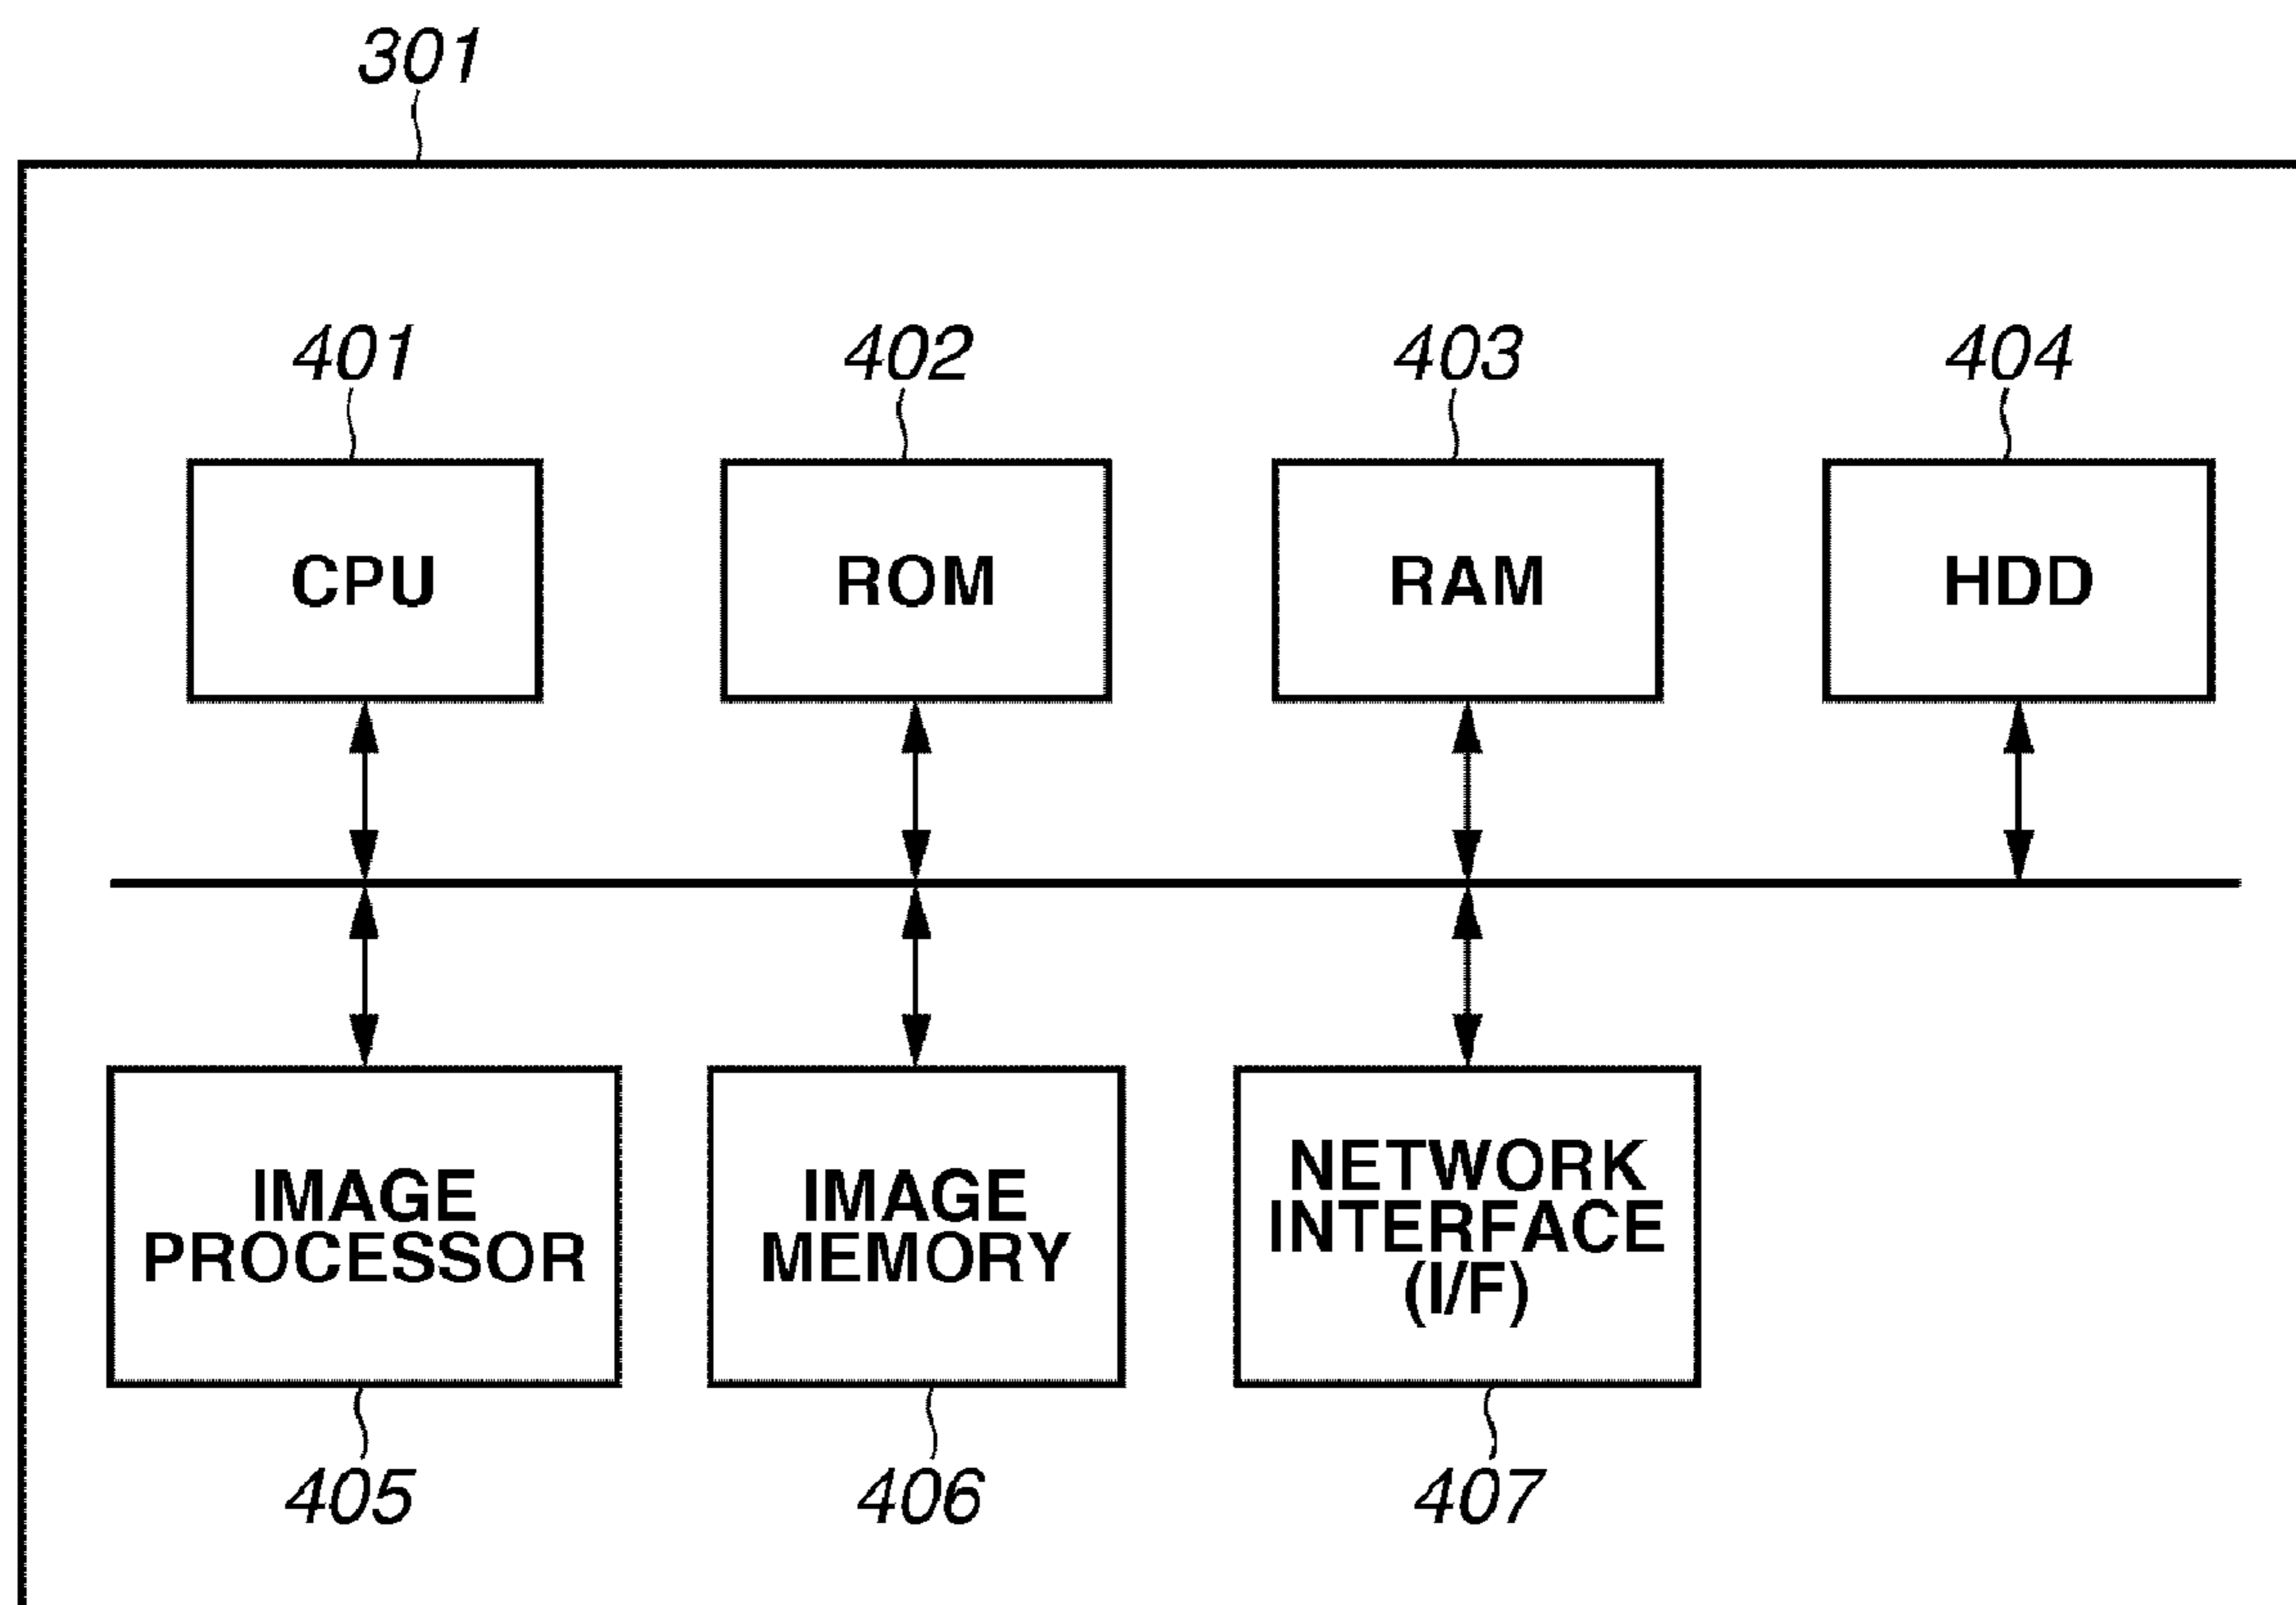 301
401
402
403
404
CPU
ROM
RAM
HDD
IMAGE
PROCESSOR
IMAGE
MEMORY
NETWORK
INTERFACE
(I/F)
405
406
407